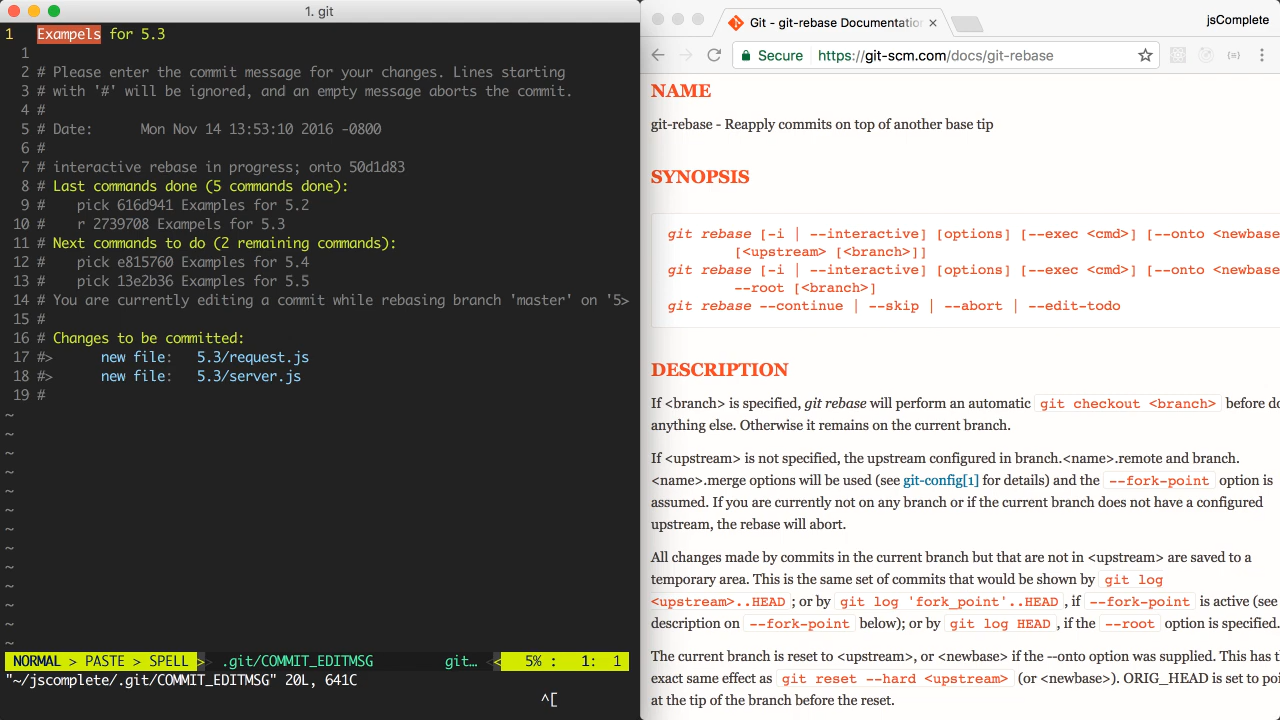 1. git
1 Exampels for 5.3
1
2 # Please enter the commit message for your changes. Lines starting
3 # with '#' will be ignored, and an empty message aborts the commit.
4 #
5 # Date:      Mon Nov 14 13:53:10 2016 -0800
6 #
7 # interactive rebase in progress; onto 50d1d83
8 # Last commands done (5 commands done):
9 #    pick 616d941 Examples for 5.2
10 #    r 2739708 Exampels for 5.3
11 # Next commands to do (2 remaining commands):
12 #    pick e815760 Examples for 5.4
13 #    pick 13e2b36 Examples for 5.5
14 # You are currently editing a commit while rebasing branch 'master' on '5>
15 #
16 # Changes to be committed:
17 #>      new file:   5.3/request.js
18 #>      new file:   5.3/server.js
19 #
~
~
~
~
~
~
~
~
~
~
~
~
~
NORMAL > PASTE > SPELL >> .git/COMMIT_EDITMSG git… << 5% : 1: 1
"~/jscomplete/.git/COMMIT_EDITMSG" 20L, 641C
^[
Git - git-rebase Documentatio
jsComplete
Secure https://git-scm.com/docs/git-rebase
NAME
git-rebase - Reapply commits on top of another base tip
SYNOPSIS
git rebase [-i | --interactive] [options] [--exec <cmd>] [--onto <newbase
[<upstream> [<branch>]]
git rebase [-i | --interactive] [options] [--exec <cmd>] [--onto <newbase
--root [<branch>]
git rebase --continue | --skip | --abort | --edit-todo
DESCRIPTION
If <branch> is specified, git rebase will perform an automatic git checkout <branch> before do
anything else. Otherwise it remains on the current branch.
If <upstream> is not specified, the upstream configured in branch.<name>.remote and branch.
<name>.merge options will be used (see git-config[1] for details) and the --fork-point option is
assumed. If you are currently not on any branch or if the current branch does not have a configured
upstream, the rebase will abort.
All changes made by commits in the current branch but that are not in <upstream> are saved to a
temporary area. This is the same set of commits that would be shown by git log
<upstream>..HEAD ; or by git log 'fork_point'..HEAD , if --fork-point is active (see
description on --fork-point below); or by git log HEAD , if the --root option is specified.
The current branch is reset to <upstream>, or <newbase> if the --onto option was supplied. This has t
exact same effect as git reset --hard <upstream> (or <newbase>). ORIG_HEAD is set to poi
at the tip of the branch before the reset.